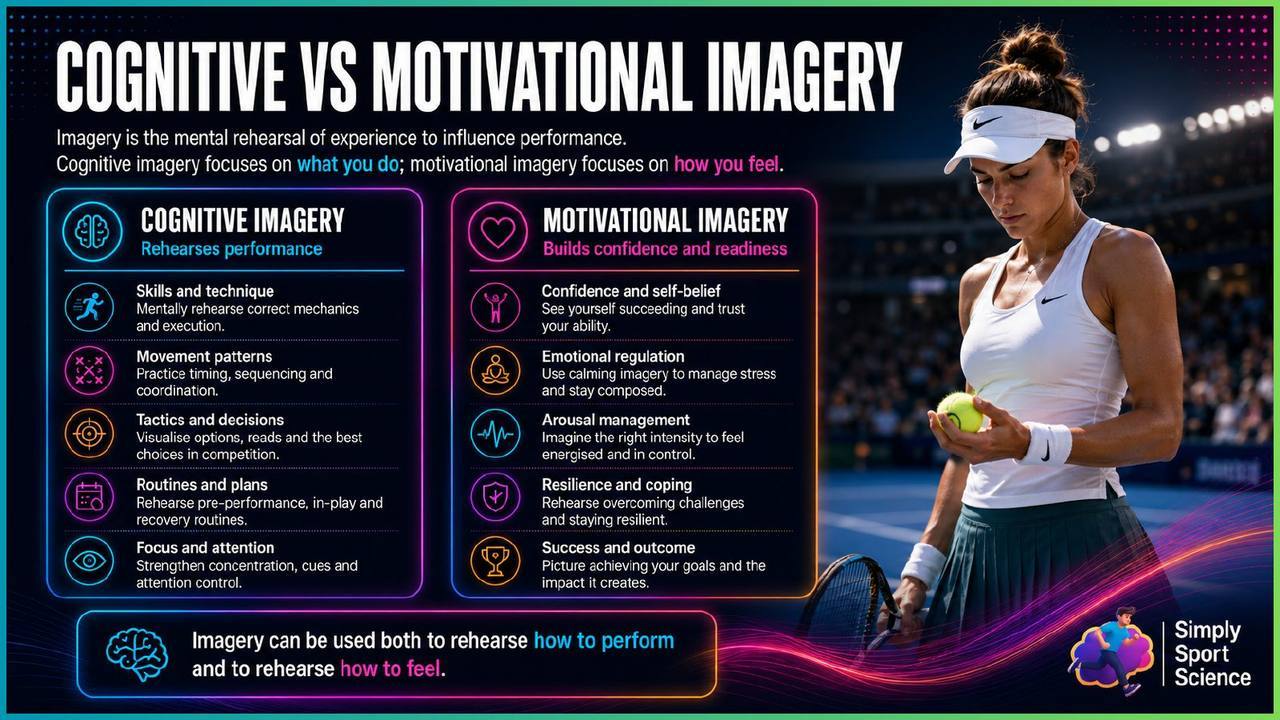 COGNITIVE VS MOTIVATIONAL IMAGERY
Imagery is the mental rehearsal of experience to influence performance.
Cognitive imagery focuses on what you do; motivational imagery focuses on how you feel.
COGNITIVE IMAGERY
Rehearses performance
Skills and technique
Mentally rehearse correct mechanics
and execution.
Movement patterns
Practice timing, sequencing and
coordination.
Tactics and decisions
Visualise options, reads and the best
choices in competition.
Routines and plans
Rehearse pre-performance, in-play and
recovery routines.
Focus and attention
Strengthen concentration, cues and
attention control.
MOTIVATIONAL IMAGERY
Builds confidence and readiness
Confidence and self-belief
See yourself succeeding and trust
your ability.
Emotional regulation
Use calming imagery to manage stress
and stay composed.
Arousal management
Imagine the right intensity to feel
energised and in control.
Resilience and coping
Rehearse overcoming challenges
and staying resilient.
Success and outcome
Picture achieving your goals and the
impact it creates.
Imagery can be used both to rehearse how to perform
and to rehearse how to feel.
Simply
Sport
Science